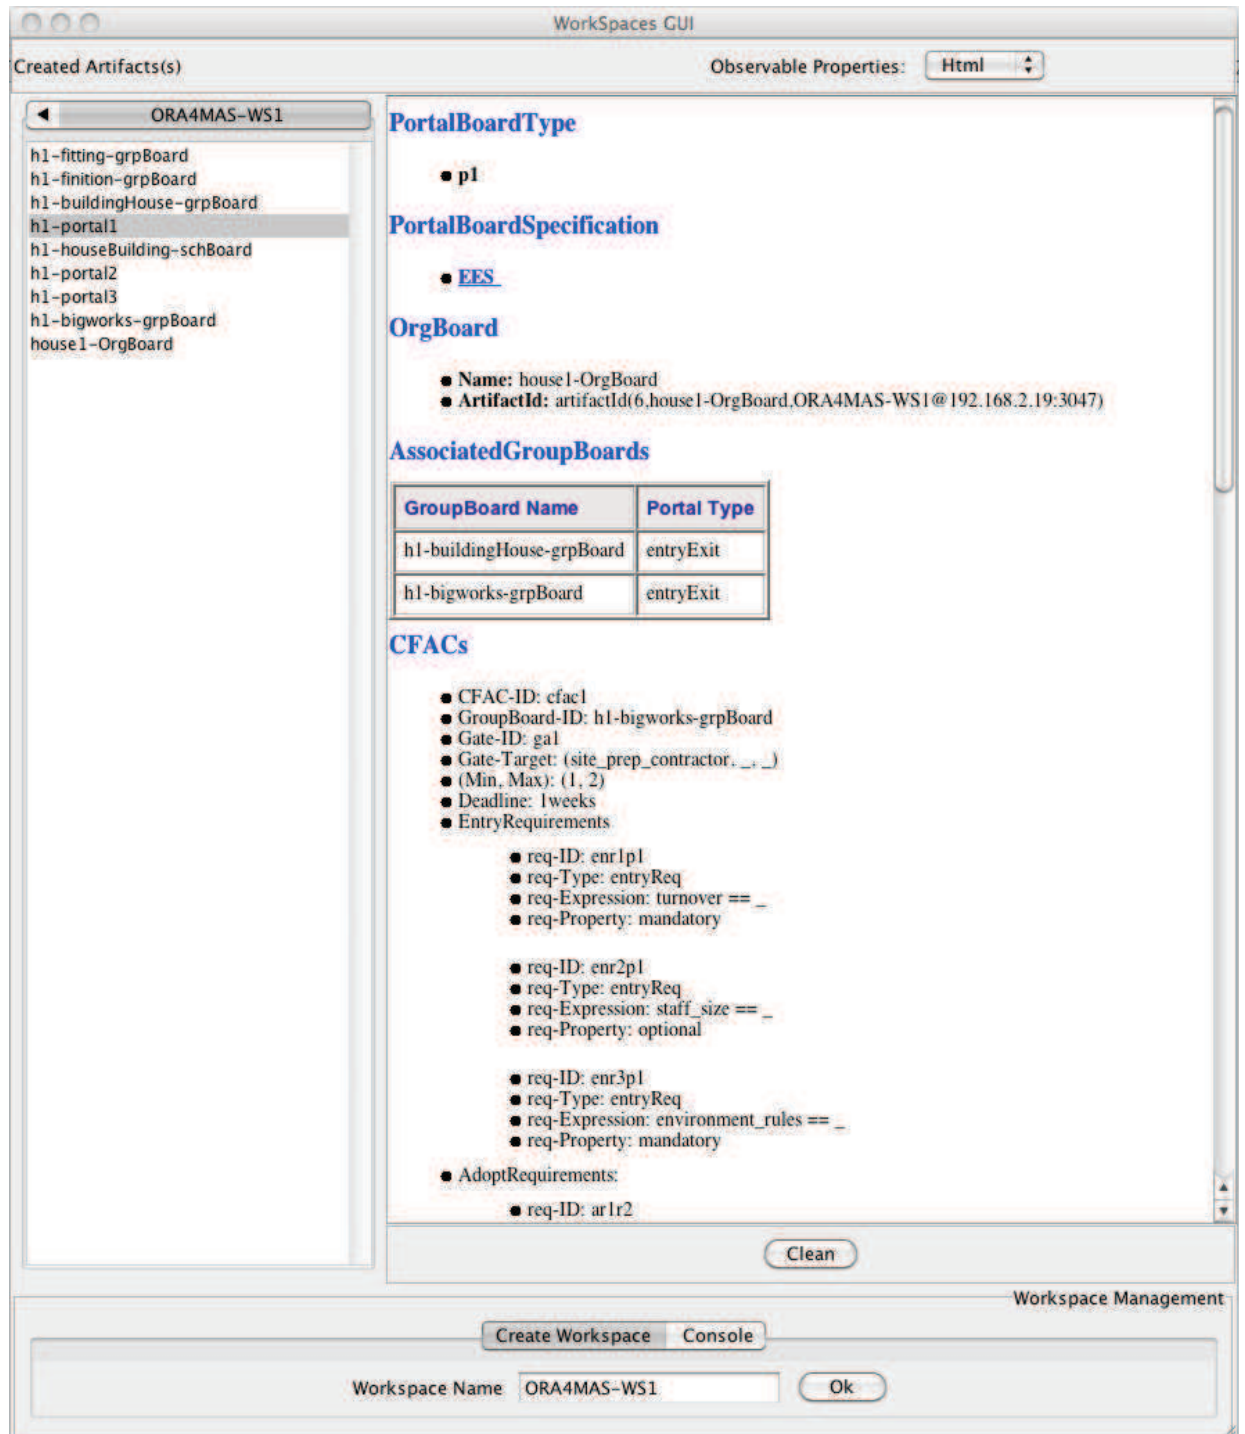 WorkSpaces GUI
Created Artifacts(s)
Observable Properties: Html
ORA4MAS-WS1
h1-fitting-grpBoard
h1-finition-grpBoard
h1-buildingHouse-grpBoard
h1-portal1
h1-houseBuilding-schBoard
h1-portal2
h1-portal3
h1-bigworks-grpBoard
house1-OrgBoard
PortalBoardType
p1
PortalBoardSpecification
EES_
OrgBoard
Name: house1-OrgBoard
ArtifactId: artifactId(6,house1-OrgBoard,ORA4MAS-WS1@192.168.2.19:3047)
AssociatedGroupBoards
GroupBoard Name Portal Type
h1-buildingHouse-grpBoard entryExit
h1-bigworks-grpBoard entryExit
CFACs
CFAC-ID: cfac1
GroupBoard-ID: h1-bigworks-grpBoard
Gate-ID: ga1
Gate-Target: (site_prep_contractor, _, _)
(Min, Max): (1, 2)
Deadline: 1weeks
EntryRequirements
req-ID: enr1p1
req-Type: entryReq
req-Expression: turnover == _
req-Property: mandatory
req-ID: enr2p1
req-Type: entryReq
req-Expression: staff_size == _
req-Property: optional
req-ID: enr3p1
req-Type: entryReq
req-Expression: environment_rules == _
req-Property: mandatory
AdoptRequirements:
req-ID: ar1r2
Clean
Workspace Management
Create Workspace Console
Workspace Name ORA4MAS-WS1 Ok